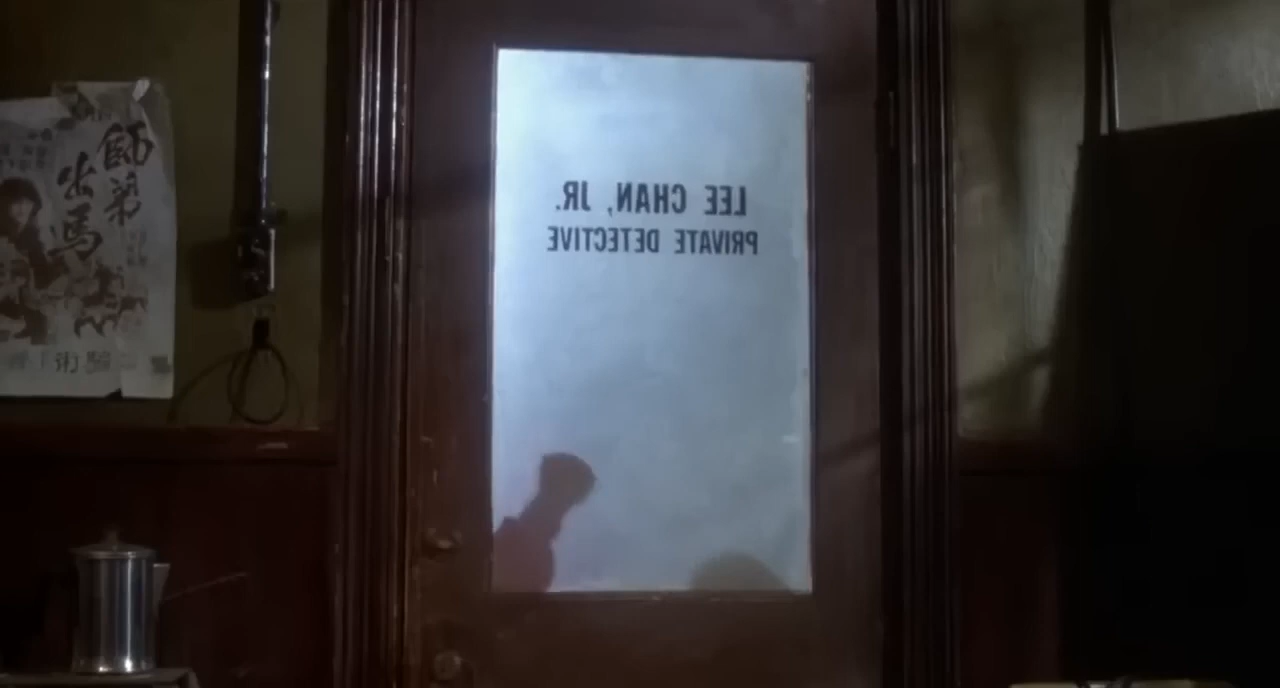 師弟出馬
LEE CHAN, JR.
PRIVATE DETECTIVE